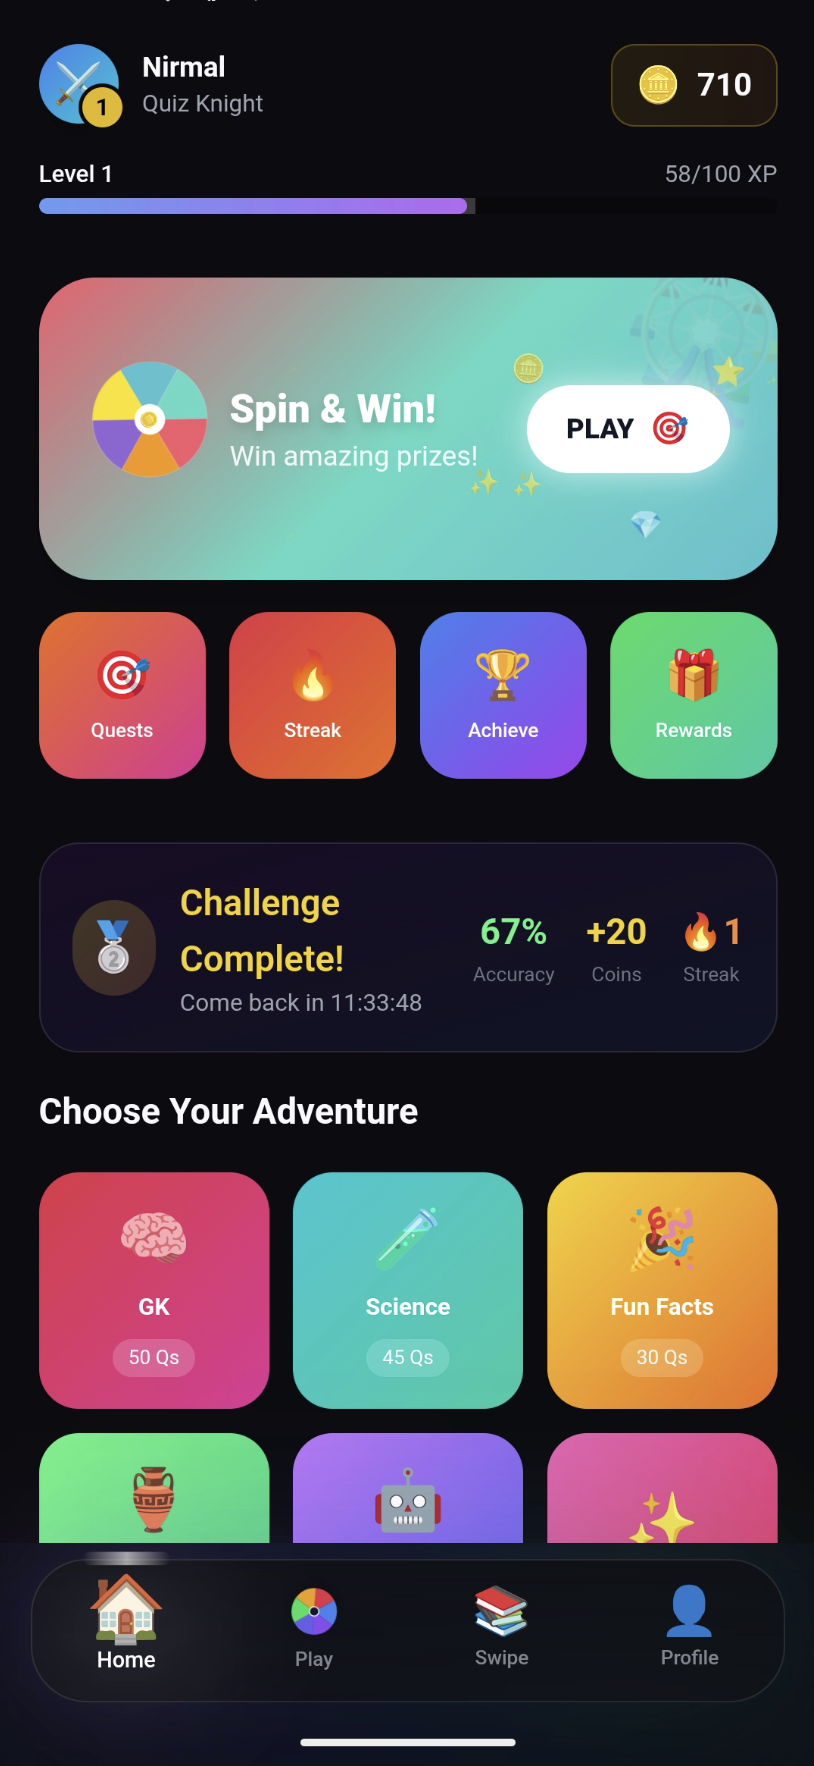 Nirmal
Quiz Knight
1
710
Level 1
58/100 XP
Spin & Win!
Win amazing prizes!
PLAY
Quests
Streak
Achieve
Rewards
Challenge
Complete!
Come back in 11:33:48
2
67%
Accuracy
+20
Coins
1
Streak
Choose Your Adventure
GK
50 Qs
Science
45 Qs
Fun Facts
30 Qs
Home
Play
Swipe
Profile